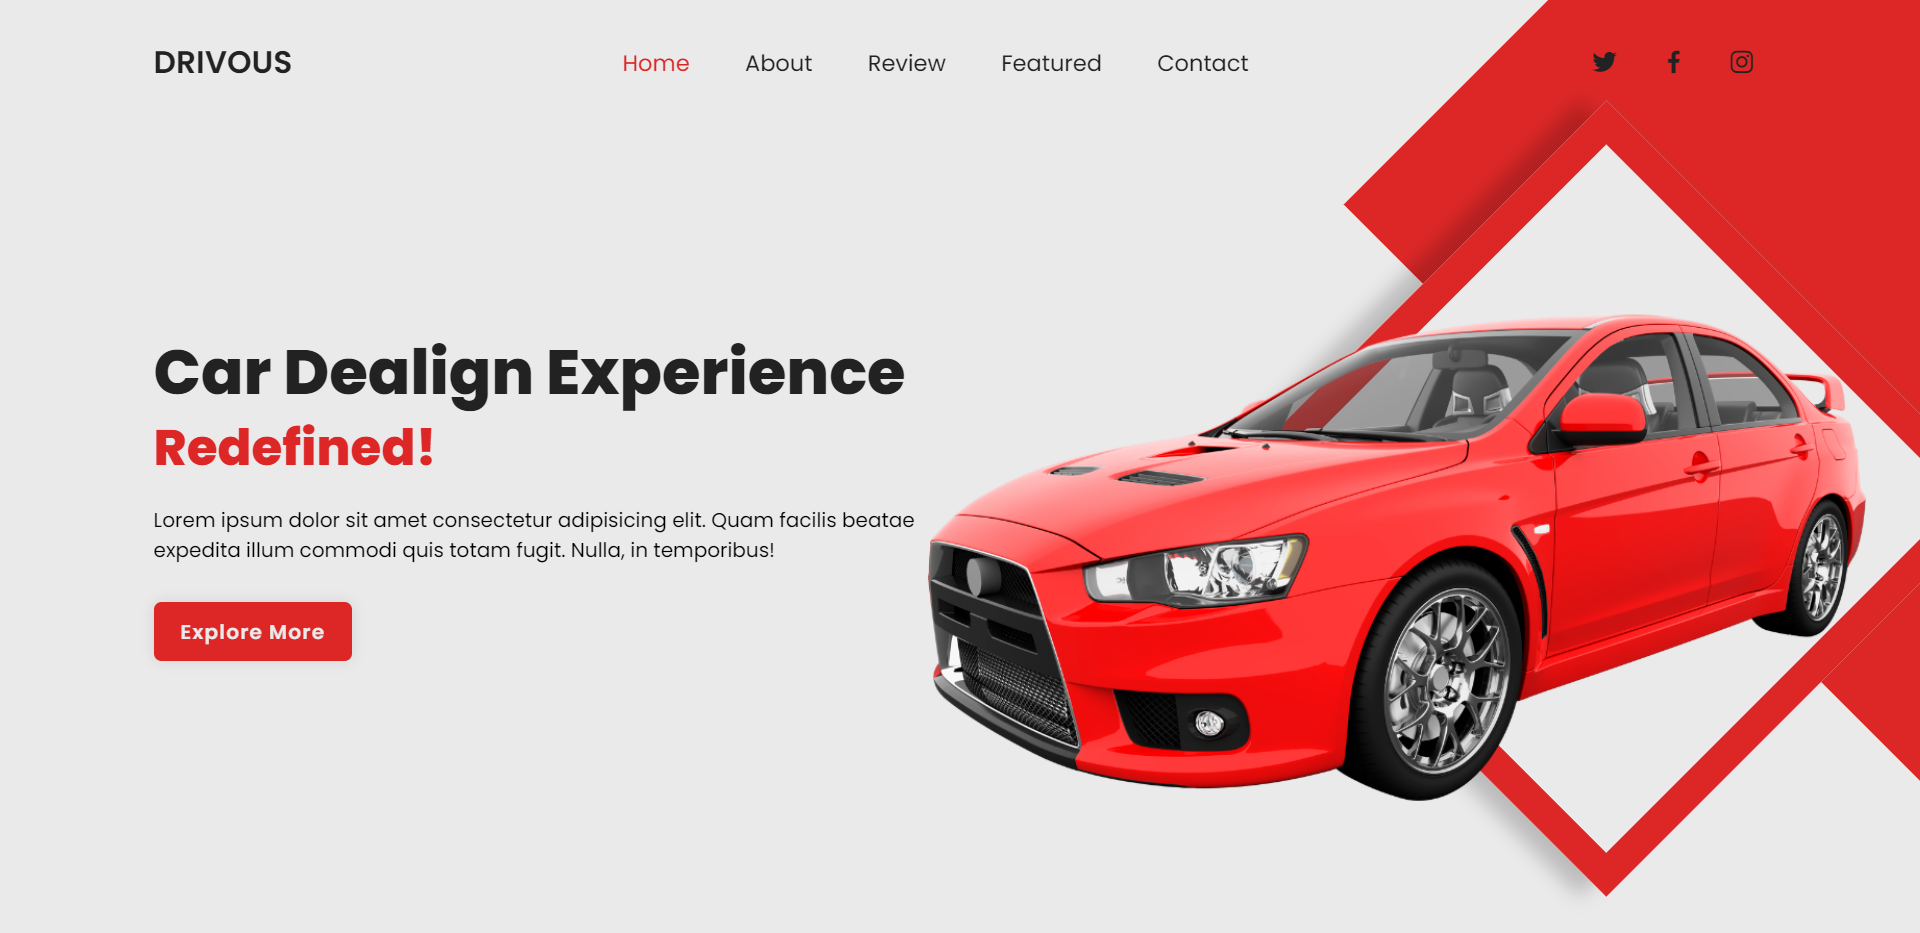 DRIVOUS
Home About Review Featured Contact
Car Dealign Experience
Redefined!
Lorem ipsum dolor sit amet consectetur adipisicing elit. Quam facilis beatae
expedita illum commodi quis totam fugit. Nulla, in temporibus!
Explore More